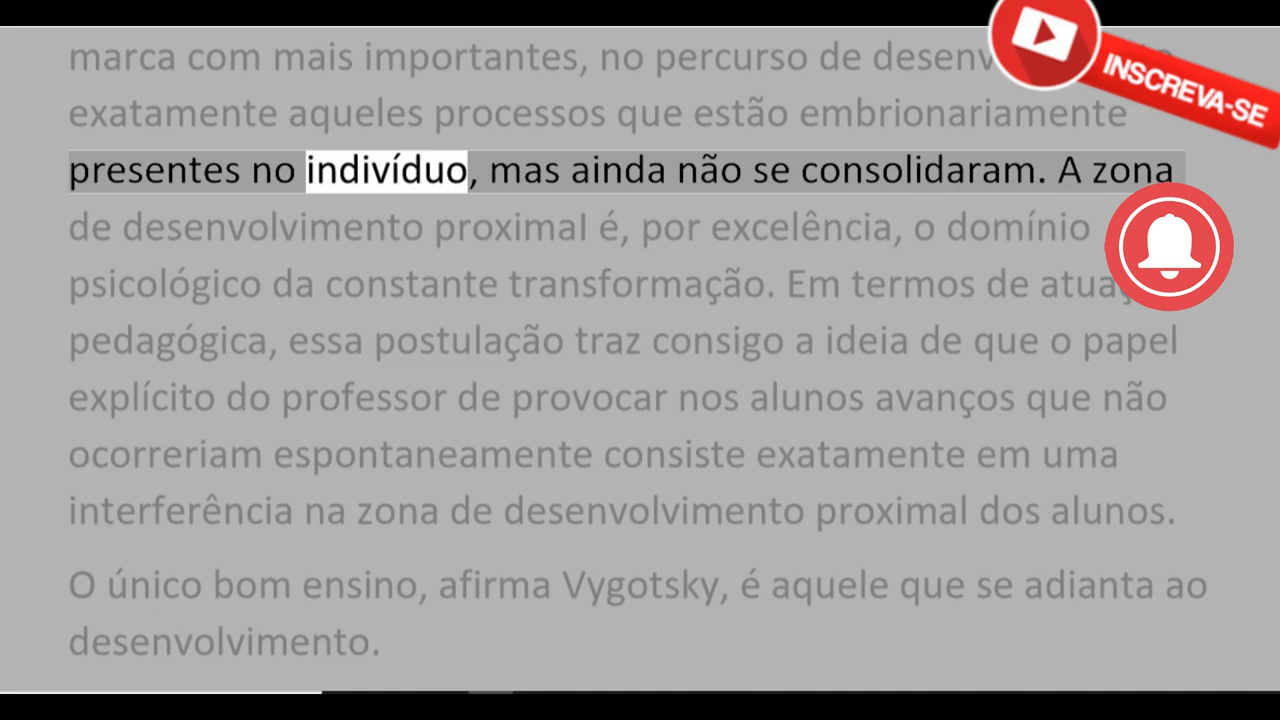 marca com mais importantes, no percurso de
exatamente aqueles processos que estão embrionariamente
presentes no indivíduo, mas ainda não se consolidaram. A zona
de desenvolvimento proximal é, por excelência, o domínio
psicológico da constante transformação. Em termos de
pedagógica, essa postulação traz consigo a ideia de que o papel
explícito do professor de provocar nos alunos avanços que não
ocorreriam espontaneamente consiste exatamente em uma
interferência na zona de desenvolvimento proximal dos alunos.
O único bom ensino, afirma Vygotsky, é aquele que se adianta ao
desenvolvimento.
INSCREVA-SE